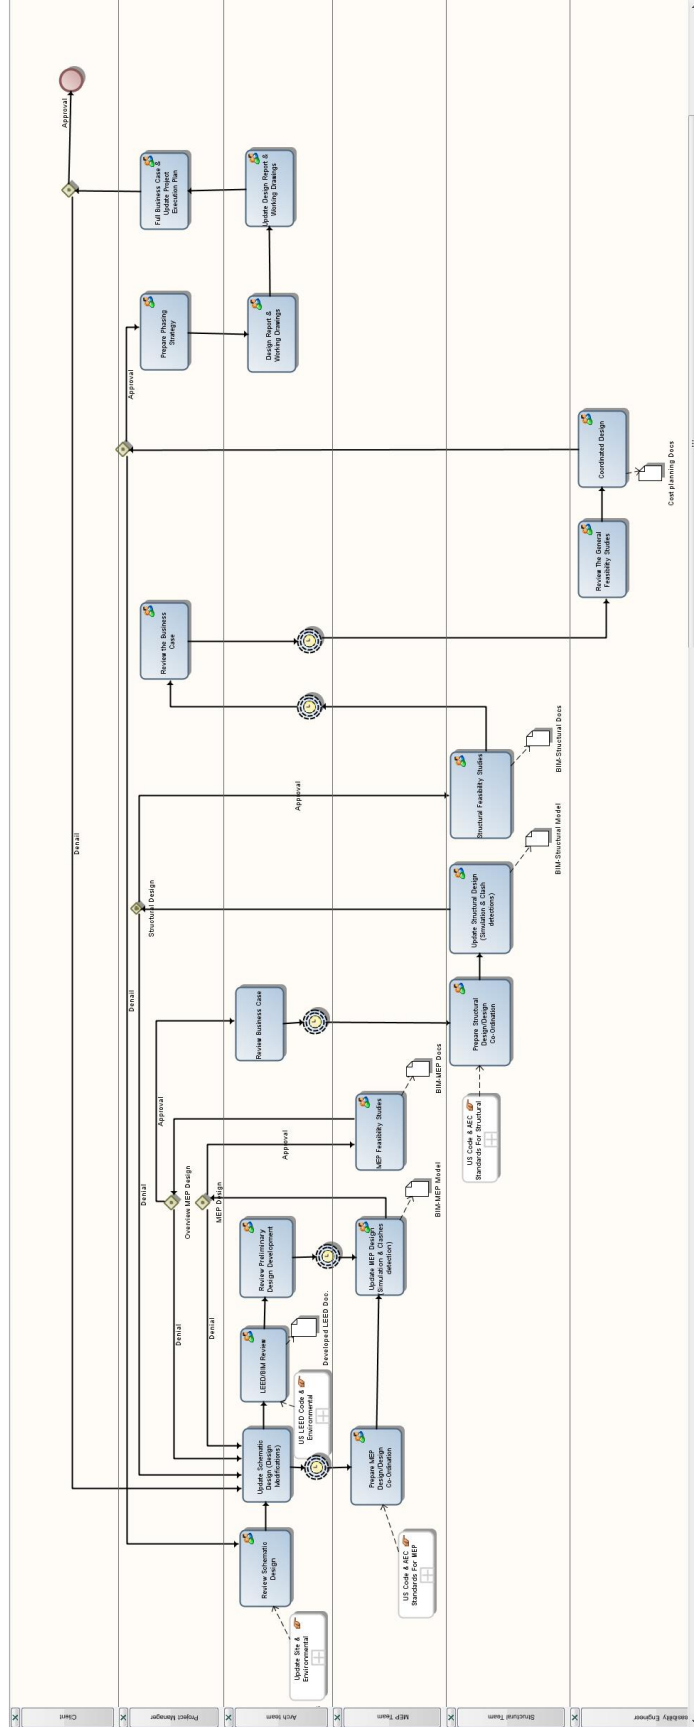 Client
Denail
Approval
Project Manager
Denail
Denial
Denial
Denial
Overview MEP Design
MEP Design
Approval
Structural Design
Review the Business
Case
Approval
Prepare Phasing
Strategy
Full Business Case &
Update Project
Execution Plan
Arch team
Update Site &
Environmental
Review Schematic
Design
Update Schematic
Design (Design
Modifications)
US LEED Code &
Environmental
LEED/BIM Review
Developed LEED Doc.
Review Preliminary
Design Development
Approval
Review Business Case
Approval
Design Report &
Working Drawings
Update Design Report &
Working Drawings
MEP Team
US Code & AEC
Standards For MEP
Prepare MEP
Design/Design
Co-Ordination
Update MEP Design
(Simulation & Clashes
detection)
BIM-MEP Model
MEP Feasibility Studies
BIM-MEP Docs
Structural Team
US Code & AEC
Standards For Structural
Prepare Structural
Design/Design
Co-Ordination
Update Structural Design
(Simulation & Clash
detections)
BIM-Structural Model
Structural Feasibility Studies
BIM-Structural Docs
asibility Engineer
Review The General
Feasibility Studies
Coordinated Design
Cost planning Docs